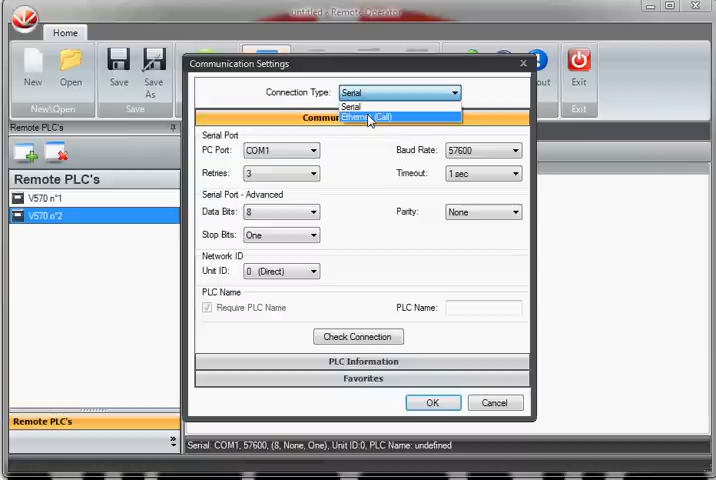 untitled - Remote Operator
Home
New
Open
Save
Save As
Exit
New\Open
Save
Exit
Remote PLC's
Remote PLC's
V570 n°1
V570 n°2
Remote PLC's
Communication Settings
Connection Type: Serial
Serial
(Call)
Serial Port
PC Port: COM1
Baud Rate: 57600
Retries: 3
Timeout: 1 sec
Serial Port - Advanced
Data Bits: 8
Parity: None
Stop Bits: One
Network ID
Unit ID: 0 (Direct)
PLC Name
Require PLC Name
PLC Name:
Check Connection
PLC Information
Favorites
OK
Cancel
Serial: COM1, 57600, (8, None, One), Unit ID:0, PLC Name: undefined